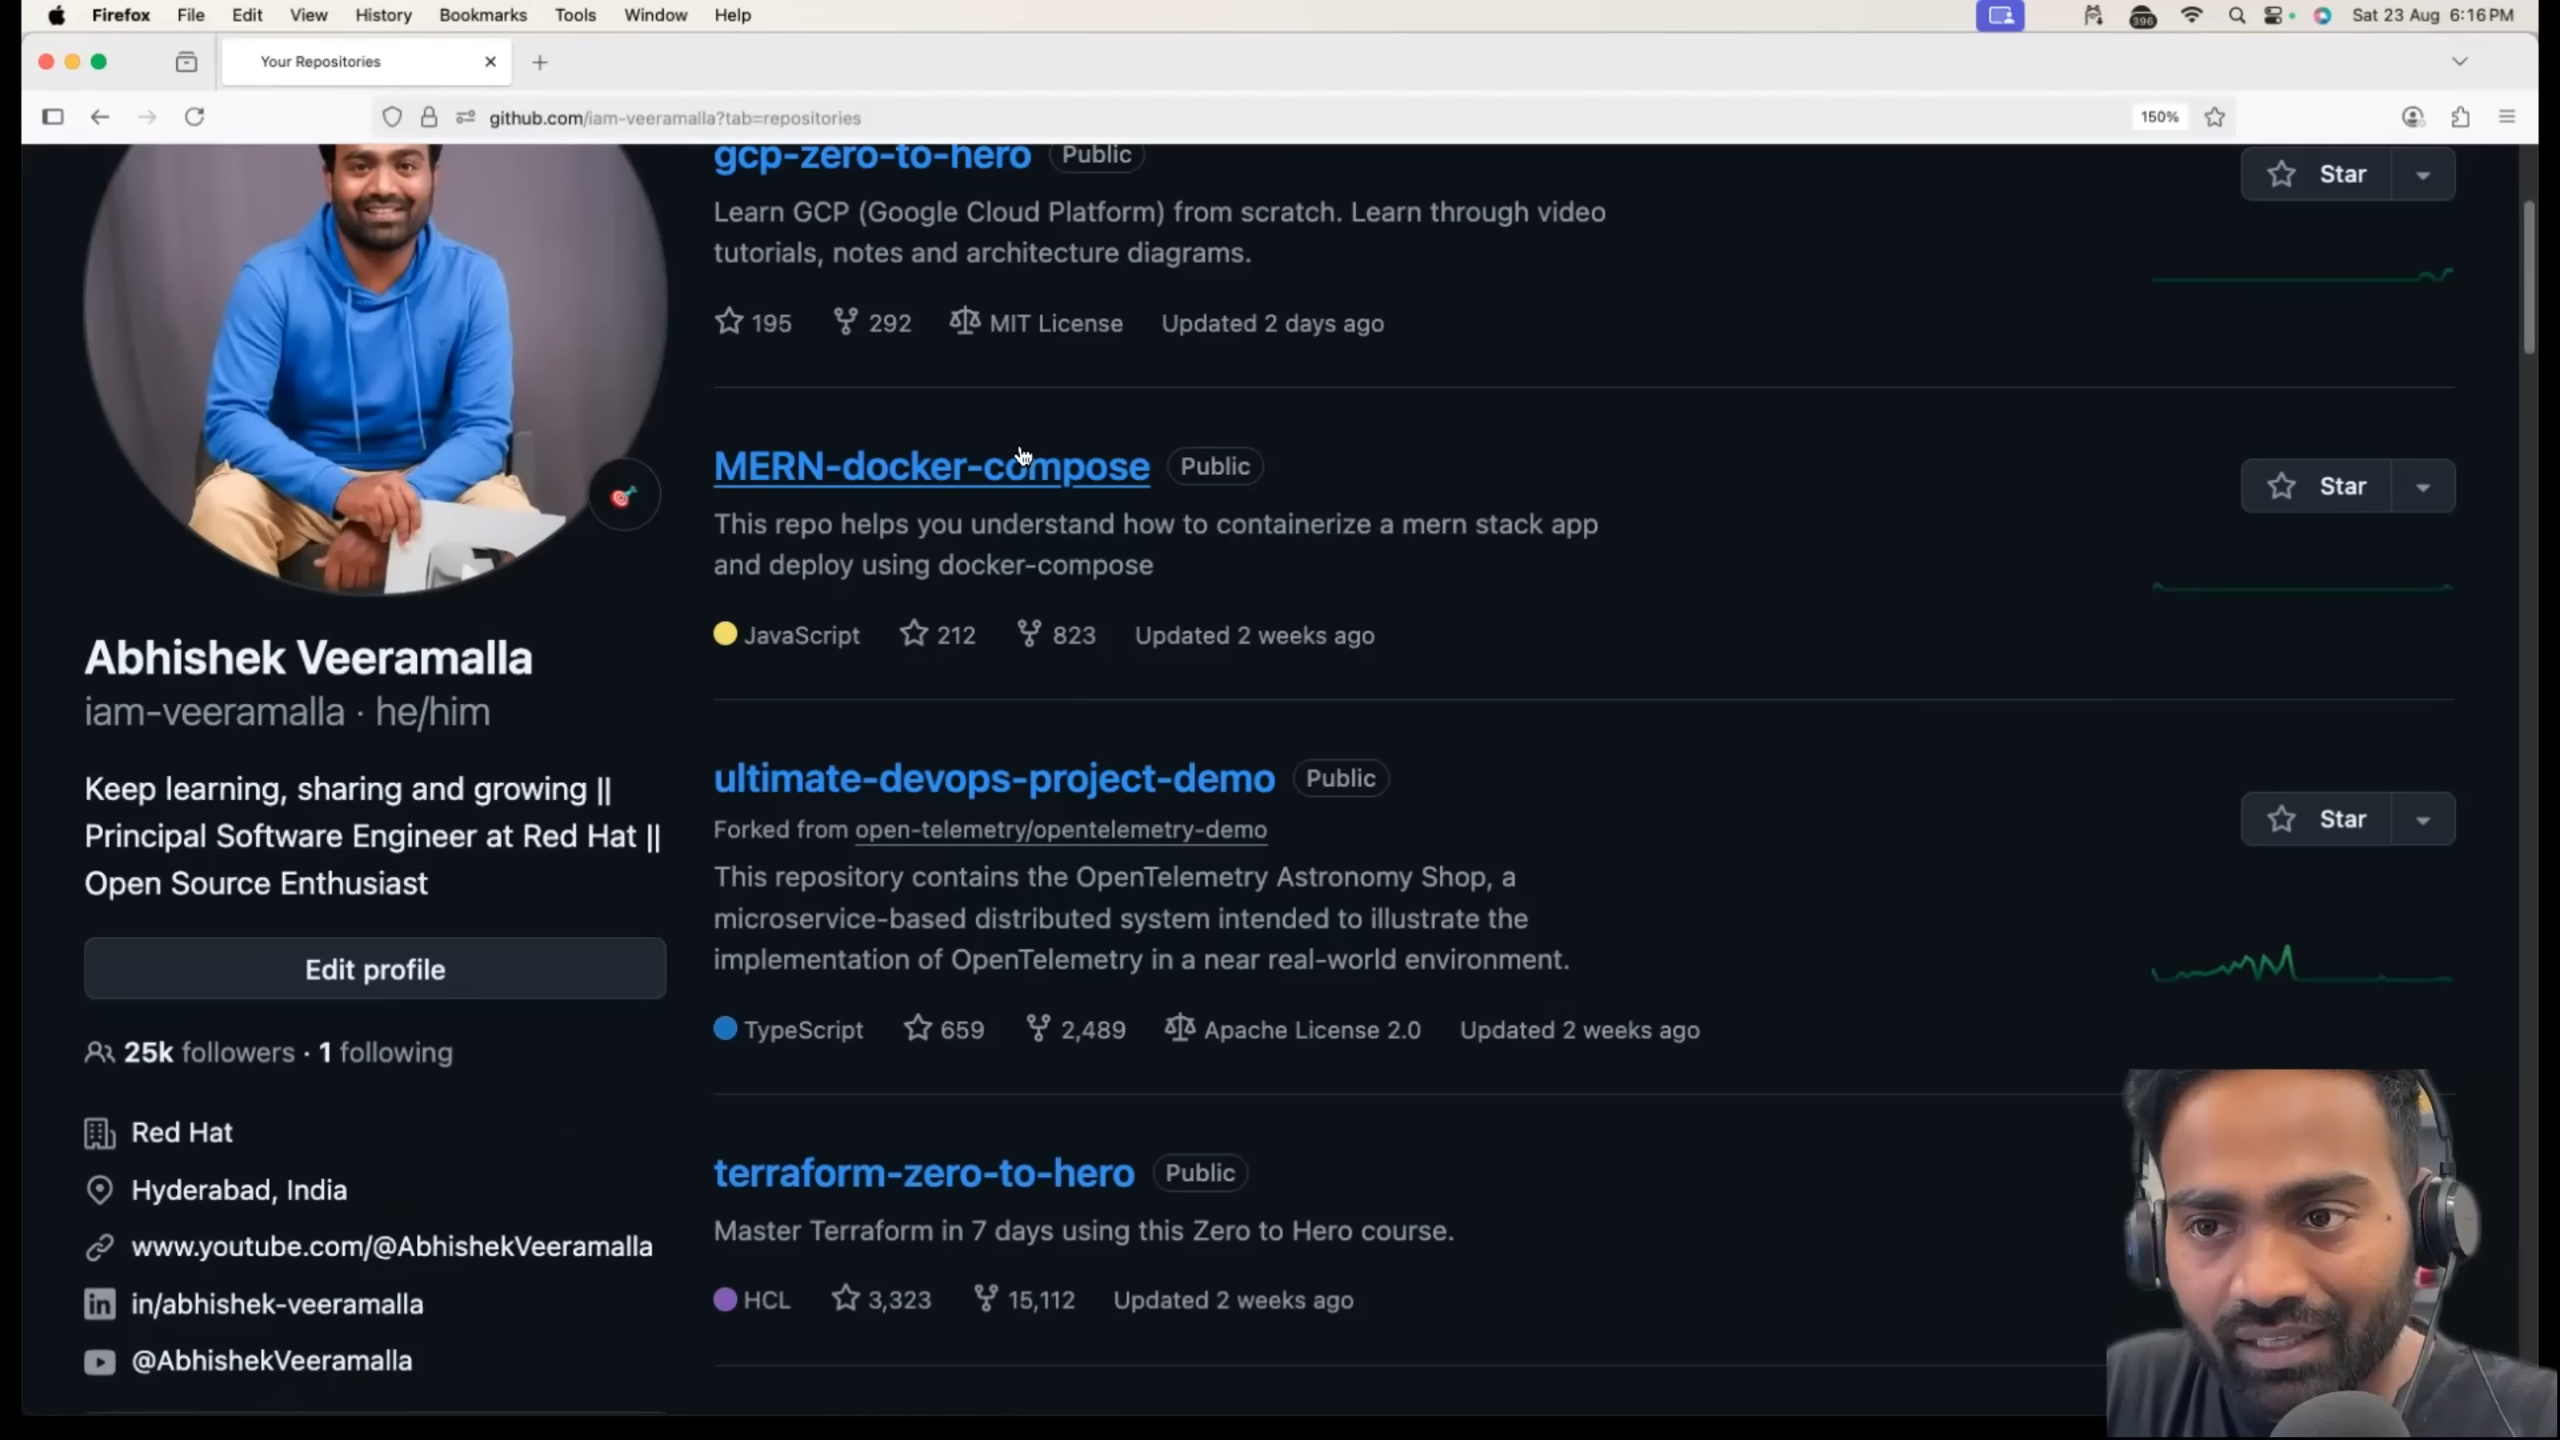 Firefox File Edit View History Bookmarks Tools Window Help
396
Sat 23 Aug 6:16 PM
Your Repositories
github.com/iam-veeramalla?tab=repositories
150%
gcp-zero-to-hero Public
Star
Learn GCP (Google Cloud Platform) from scratch. Learn through video
tutorials, notes and architecture diagrams.
195 292 MIT License Updated 2 days ago
MERN-docker-compose Public
Star
This repo helps you understand how to containerize a mern stack app
and deploy using docker-compose
JavaScript 212 823 Updated 2 weeks ago
ultimate-devops-project-demo Public
Star
Forked from open-telemetry/opentelemetry-demo
This repository contains the OpenTelemetry Astronomy Shop, a
microservice-based distributed system intended to illustrate the
implementation of OpenTelemetry in a near real-world environment.
TypeScript 659 2,489 Apache License 2.0 Updated 2 weeks ago
terraform-zero-to-hero Public
Master Terraform in 7 days using this Zero to Hero course.
HCL 3,323 15,112 Updated 2 weeks ago
Abhishek Veeramalla
iam-veeramalla · he/him
Keep learning, sharing and growing ||
Principal Software Engineer at Red Hat ||
Open Source Enthusiast
Edit profile
25k followers · 1 following
Red Hat
Hyderabad, India
www.youtube.com/@AbhishekVeeramalla
in/abhishek-veeramalla
@AbhishekVeeramalla